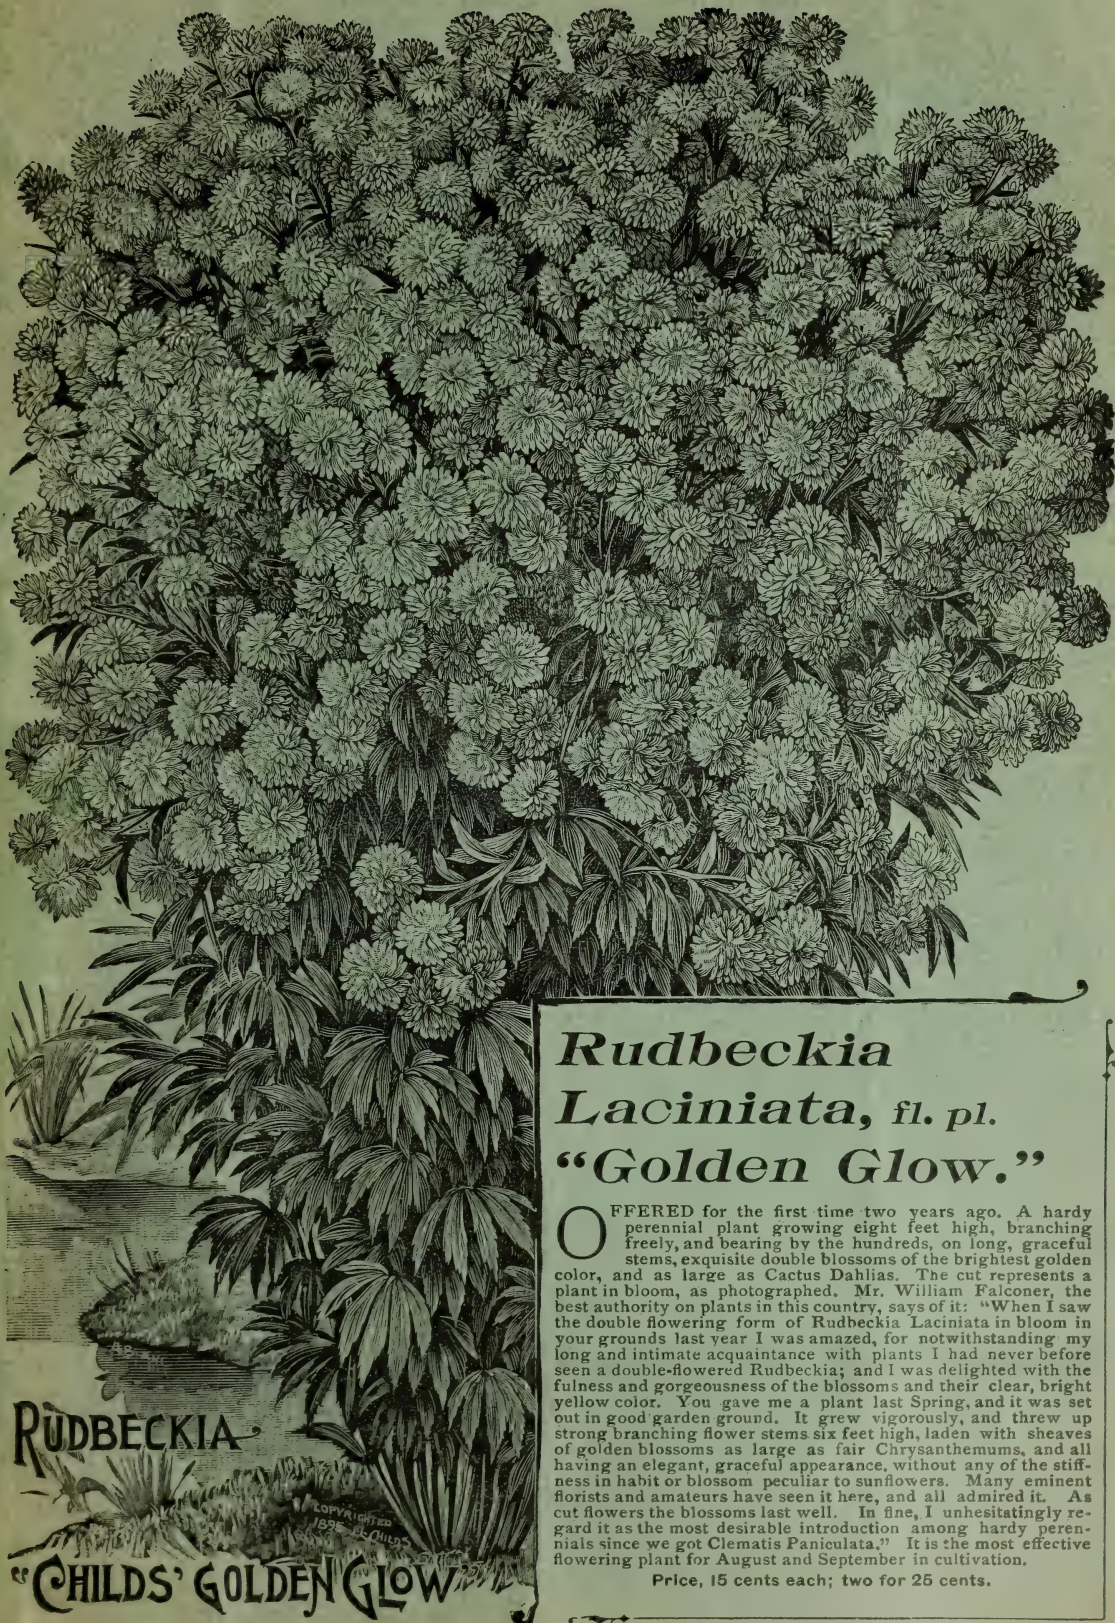 Rudbeckia
Laciniata, fl. pl.
“Golden Glow.”
OFFERED for the first time two years ago. A hardy
perennial plant growing eight feet high, branching
freely, and bearing by the hundreds, on long, graceful
stems, exquisite double blossoms of the brightest golden
color, and as large as Cactus Dahlias. The cut represents a
plant in bloom, as photographed. Mr. William Falconer, the
best authority on plants in this country, says of it: “When I saw
the double flowering form of Rudbeckia Laciniata in bloom in
your grounds last year I was amazed, for notwithstanding my
long and intimate acquaintance with plants I had never before
seen a double-flowered Rudbeckia; and I was delighted with the
fulness and gorgeousness of the blossoms and their clear, bright
yellow color. You gave me a plant last Spring, and it was set
out in good garden ground. It grew vigorously, and threw up
strong branching flower stems six feet high, laden with sheaves
of golden blossoms as large as fair Chrysanthemums, and all
having an elegant, graceful appearance, without any of the stiff-
ness in habit or blossom peculiar to sunflowers. Many eminent
florists and amateurs have seen it here, and all admired it. As
cut flowers the blossoms last well. In fine, I unhesitatingly re-
gard it as the most desirable introduction among hardy peren-
nials since we got Clematis Paniculata.” It is the most effective
flowering plant for August and September in cultivation.
Price, 15 cents each; two for 25 cents.
RUDBECKIA
COPYRIGHTED
CHILDS
“CHILDS’ GOLDEN GLOW”